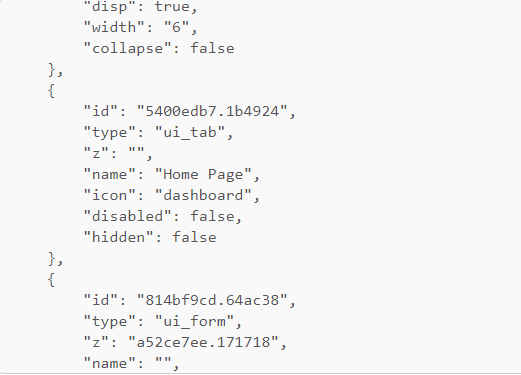 "disp": true,
"width": "6",
"collapse": false
},
{
"id": "5400edb7.1b4924",
"type": "ui_tab",
"z": "",
"name": "Home Page",
"icon": "dashboard",
"disabled": false,
"hidden": false
},
{
"id": "814bf9cd.64ac38",
"type": "ui_form",
"z": "a52ce7ee.171718",
"name": "",